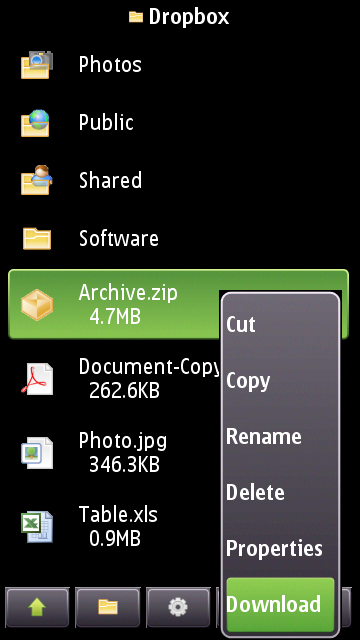 Dropbox
Photos
Public
Shared
Software
Archive.zip
4.7MB
Document-Copy
262.6KB
Photo.jpg
346.3KB
Table.xls
0.9MB
Cut
Copy
Rename
Delete
Properties
Download